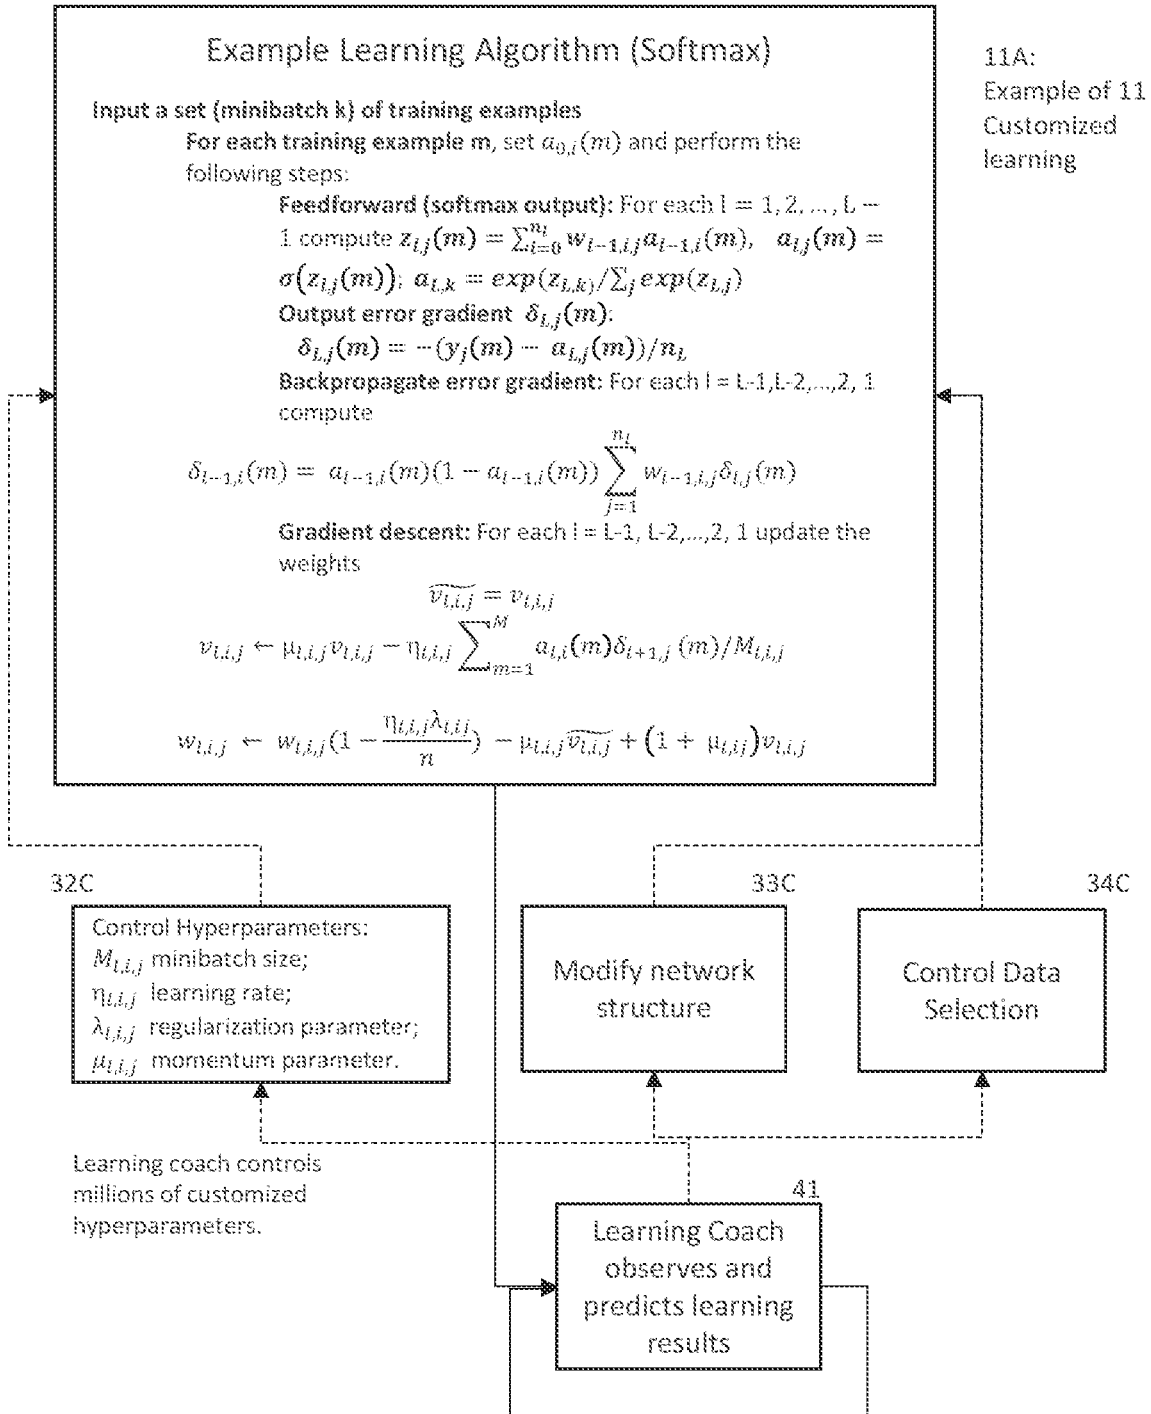 Example Learning Algorithm (Softmax)
11A:
Example of 11
Customized
learning
Input a set (minibatch k) of training examples
For each training example m, set a_{0,i}(m) and perform the
following steps:
Feedforward (softmax output): For each l = 1, 2, ..., L −
1 compute z_{l,j}(m) = ∑_{i=0}^{n_l} w_{l−1,i,j} a_{l−1,i}(m), a_{l,j}(m) =
σ(z_{l,j}(m)); a_{L,k} = exp(z_{L,k)}/∑_j exp(z_{L,j})
Output error gradient δ_{L,j}(m):
δ_{L,j}(m) = −(y_j(m) − a_{L,j}(m))/n_L
Backpropagate error gradient: For each l = L-1,L-2,...,2, 1
compute
δ_{l−1,i}(m) = a_{l−1,i}(m)(1 − a_{l−1,i}(m)) ∑_{j=1}^{n_l} w_{l−1,i,j} δ_{l,j}(m)
Gradient descent: For each l = L-1, L-2,...,2, 1 update the
weights
\widetilde{v_{l,i,j}} = v_{l,i,j}
v_{l,i,j} ← μ_{l,i,j} v_{l,i,j} − η_{l,i,j} ∑_{m=1}^{M} a_{l,i}(m) δ_{l+1,j} (m)/M_{l,i,j}
w_{l,i,j} ← w_{l,i,j}(1 − \frac{η_{l,i,j} λ_{l,ij}}{n}) − μ_{l,i,j} \widetilde{v_{l,i,j}} + (1 + μ_{l,ij}) v_{l,i,j}
32C
33C
34C
Control Hyperparameters:
M_{l,i,j} minibatch size;
η_{l,i,j} learning rate;
λ_{l,i,j} regularization parameter;
μ_{l,i,j} momentum parameter.
Modify network
structure
Control Data
Selection
Learning coach controls
millions of customized
hyperparameters.
41
Learning Coach
observes and
predicts learning
results